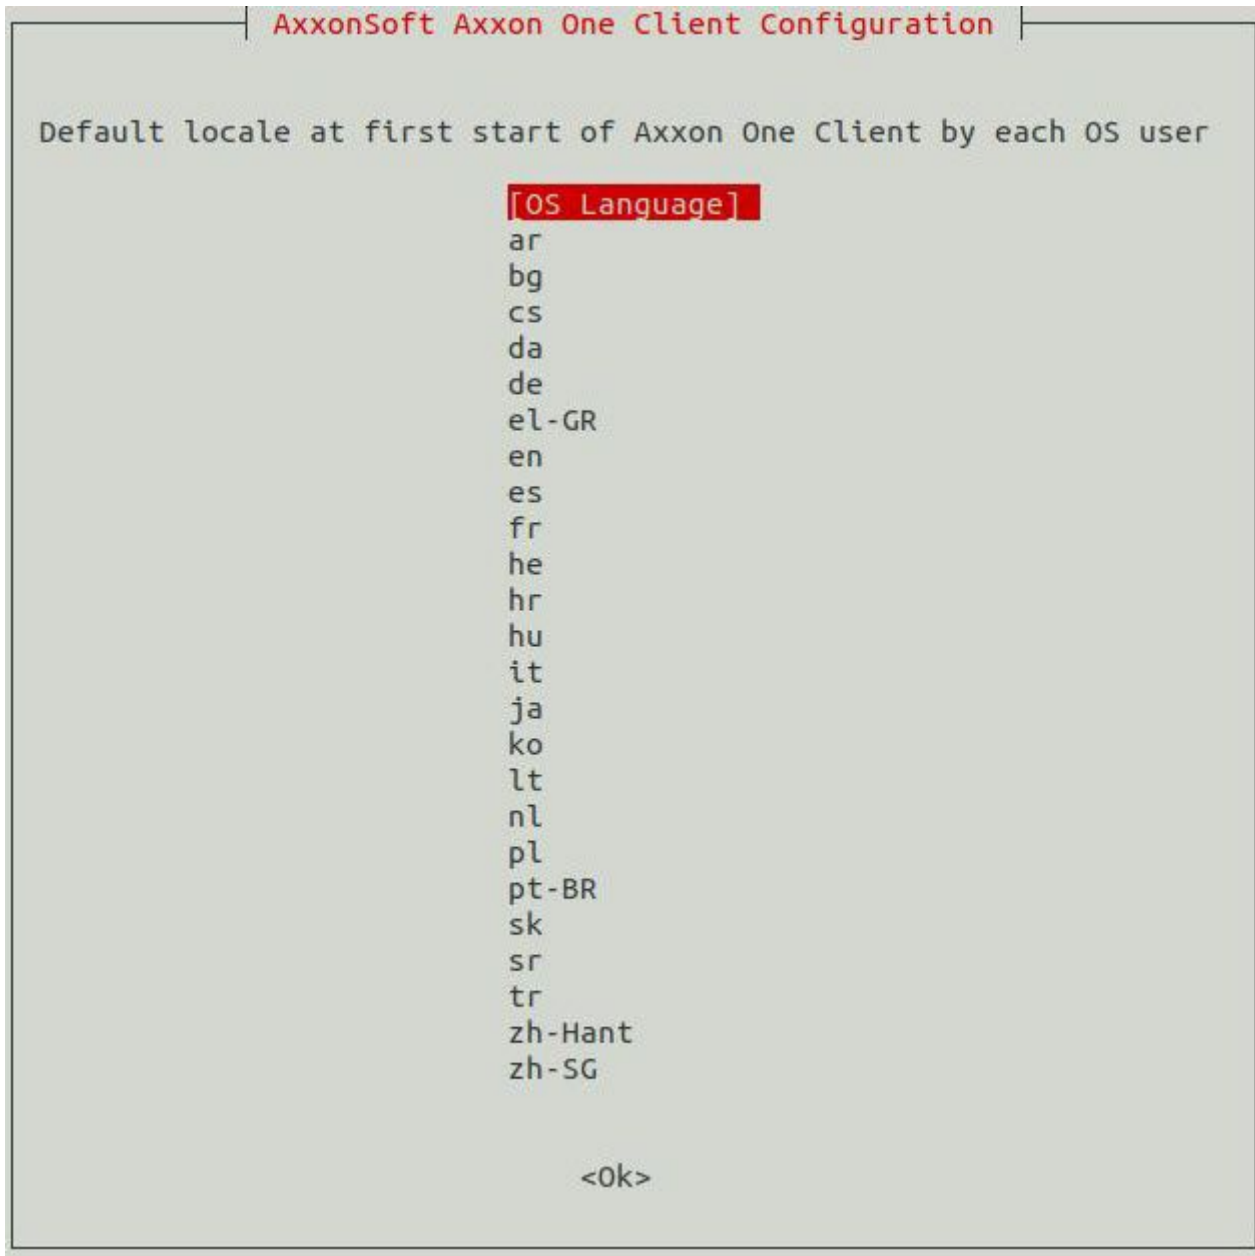 AxxonSoft Axxon One Client Configuration
Default locale at first start of Axxon One Client by each OS user
[OS Language]
ar
bg
cs
da
de
el-GR
en
es
fr
he
hr
hu
it
ja
ko
lt
nl
pl
pt-BR
sk
sr
tr
zh-Hant
zh-SG
<Ok>